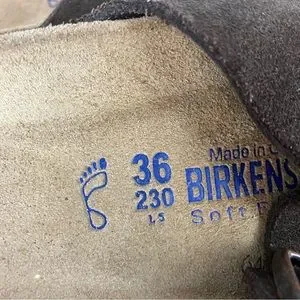 36
230
L5
Made in
BIRKENS
Soft F